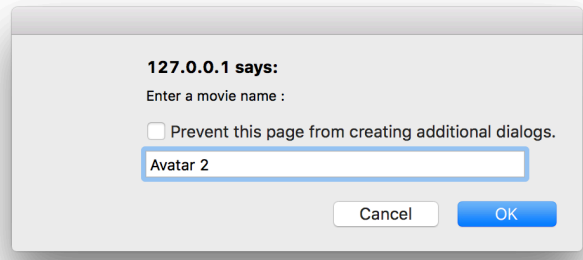 127.0.0.1 says:
Enter a movie name :
Prevent this page from creating additional dialogs.
Avatar 2
Cancel OK